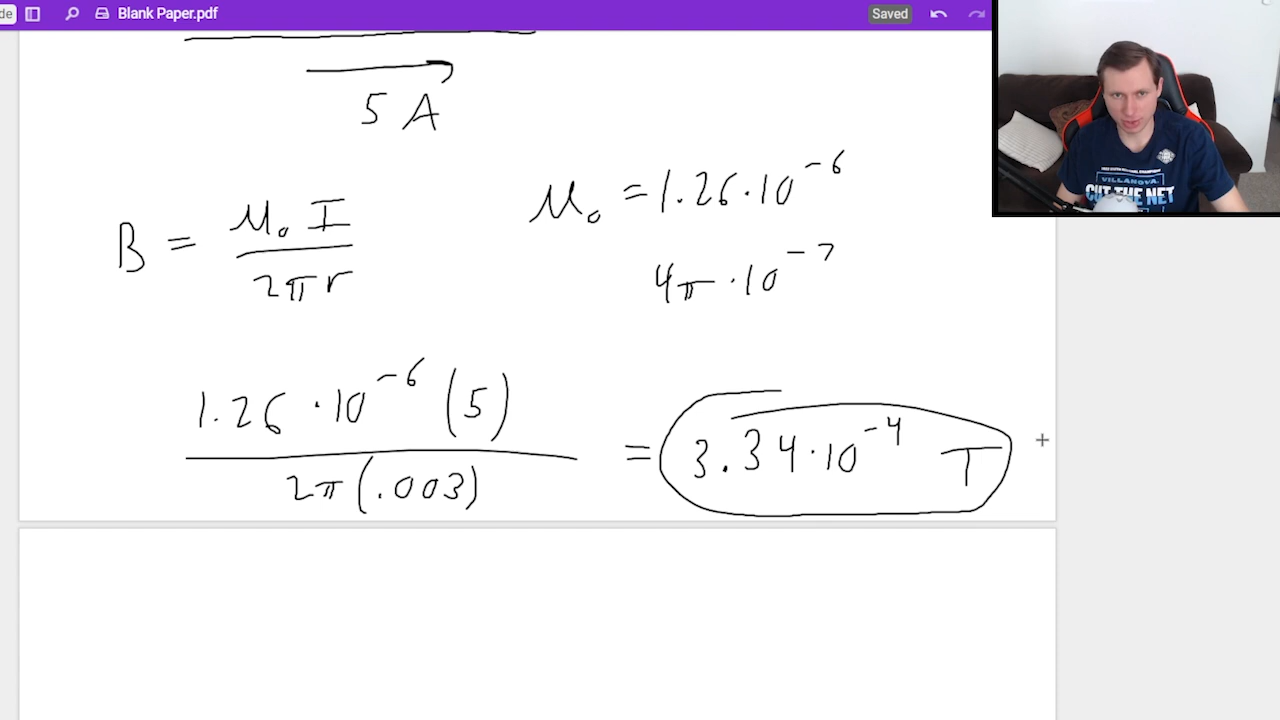 de Blank Paper.pdf Saved
5 A
μ₀ = 1.26 · 10⁻⁶
B = μ₀ I / 2π r
4π · 10⁻⁷
1.26 · 10⁻⁶ (5)
2π (.003)
= 3.34 · 10⁻⁴ T
VILLANOVA
CUT THE NET